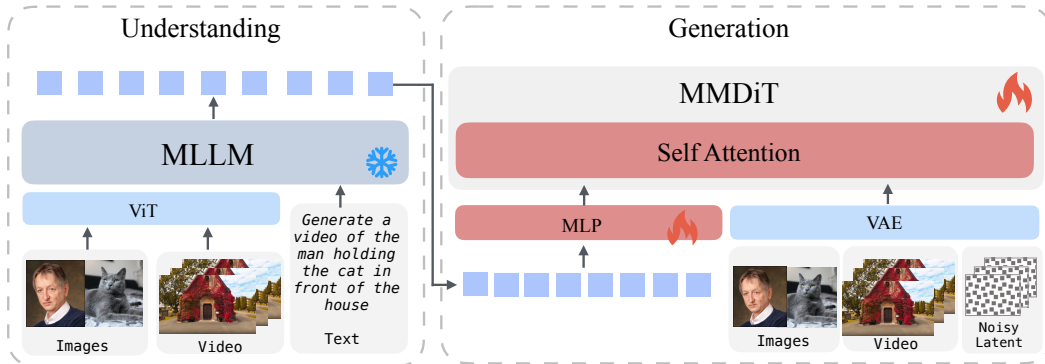 Understanding
MLLM
ViT
Generate a
video of the
man holding
the cat in
front of the
house
Images
Video
Text
Generation
MMDiT
Self Attention
MLP
VAE
Images
Video
Noisy
Latent